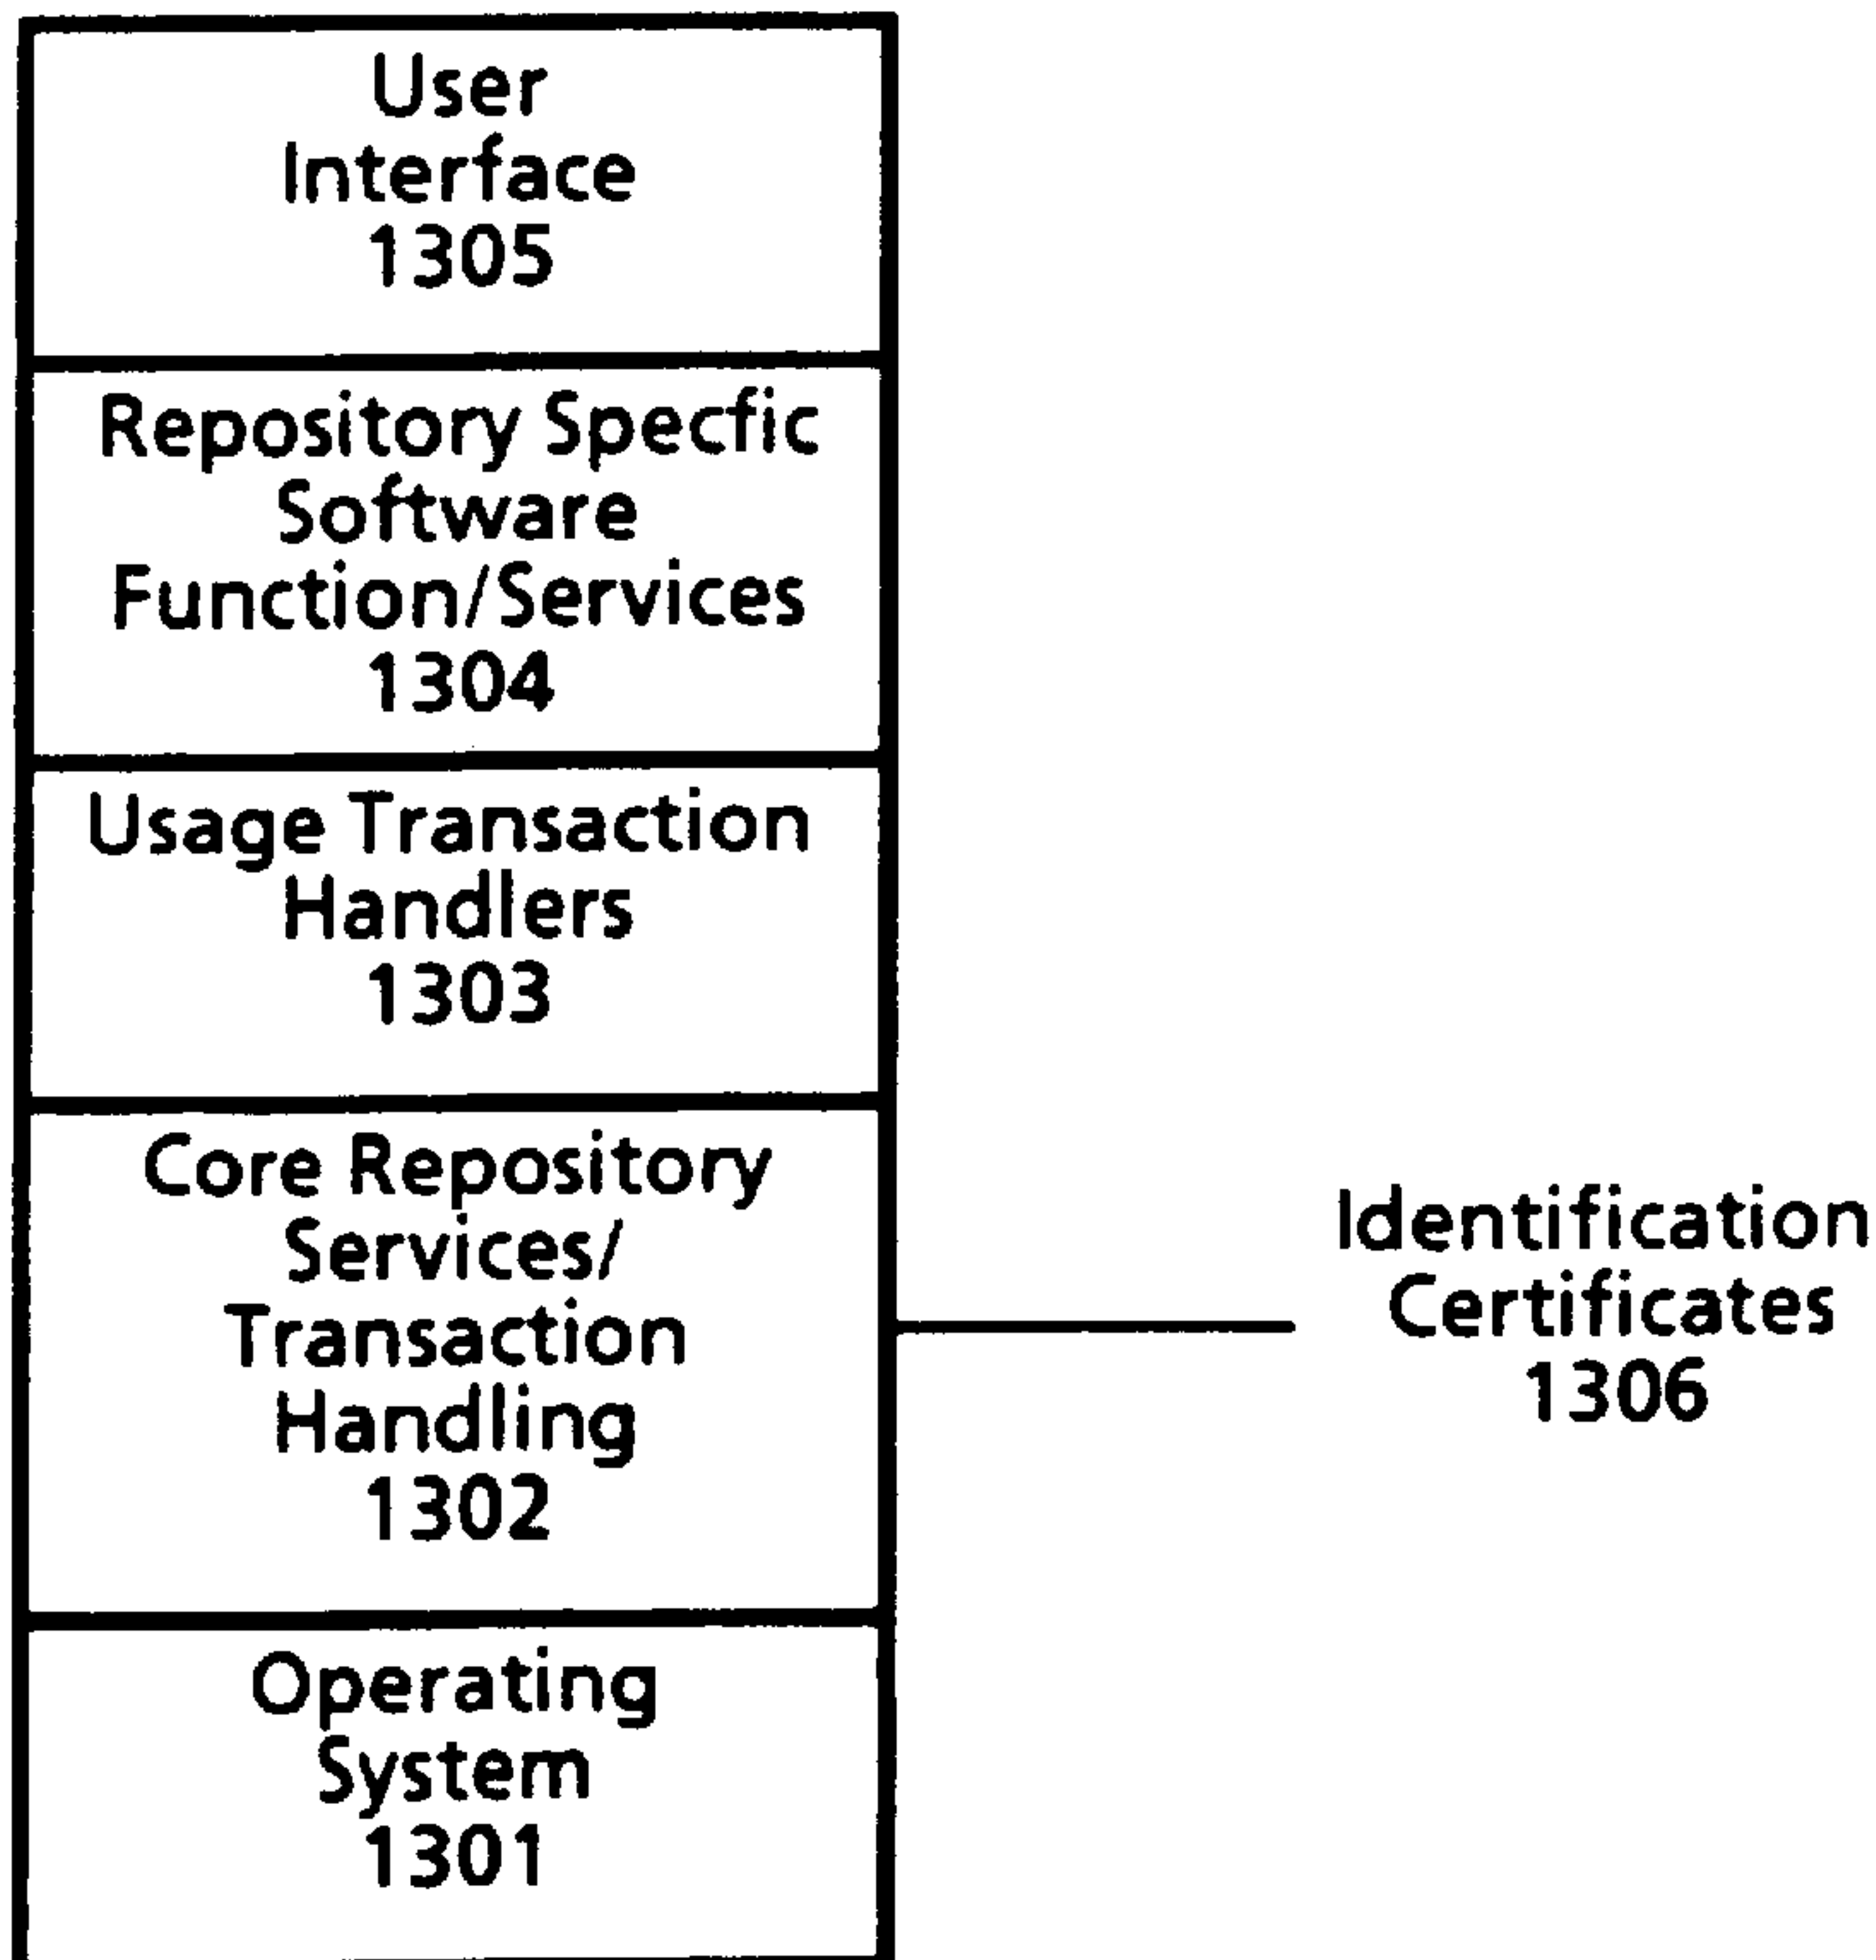 User
Interface
1305
Repository Specfic
Software
Function/Services
1304
Usage Transaction
Handlers
1303
Core Repository
Services/
Transaction
Handling
1302
Identification
Certificates
1306
Operating
System
1301